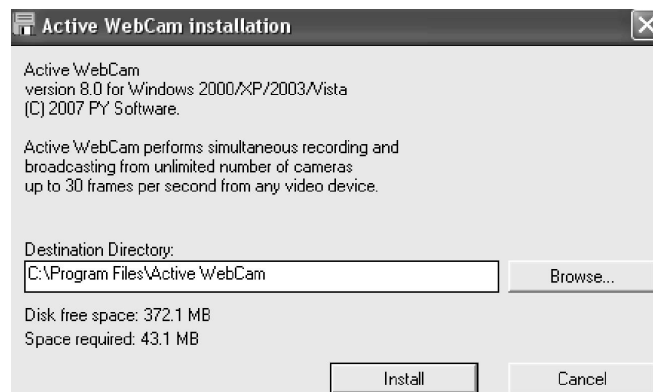 Active WebCam installation
Active WebCam
version 8.0 for Windows 2000/XP/2003/Vista
(C) 2007 PY Software.
Active WebCam performs simultaneous recording and
broadcasting from unlimited number of cameras
up to 30 frames per second from any video device.
Destination Directory:
C:\Program Files\Active WebCam
Browse...
Disk free space: 372.1 MB
Space required: 43.1 MB
Install
Cancel